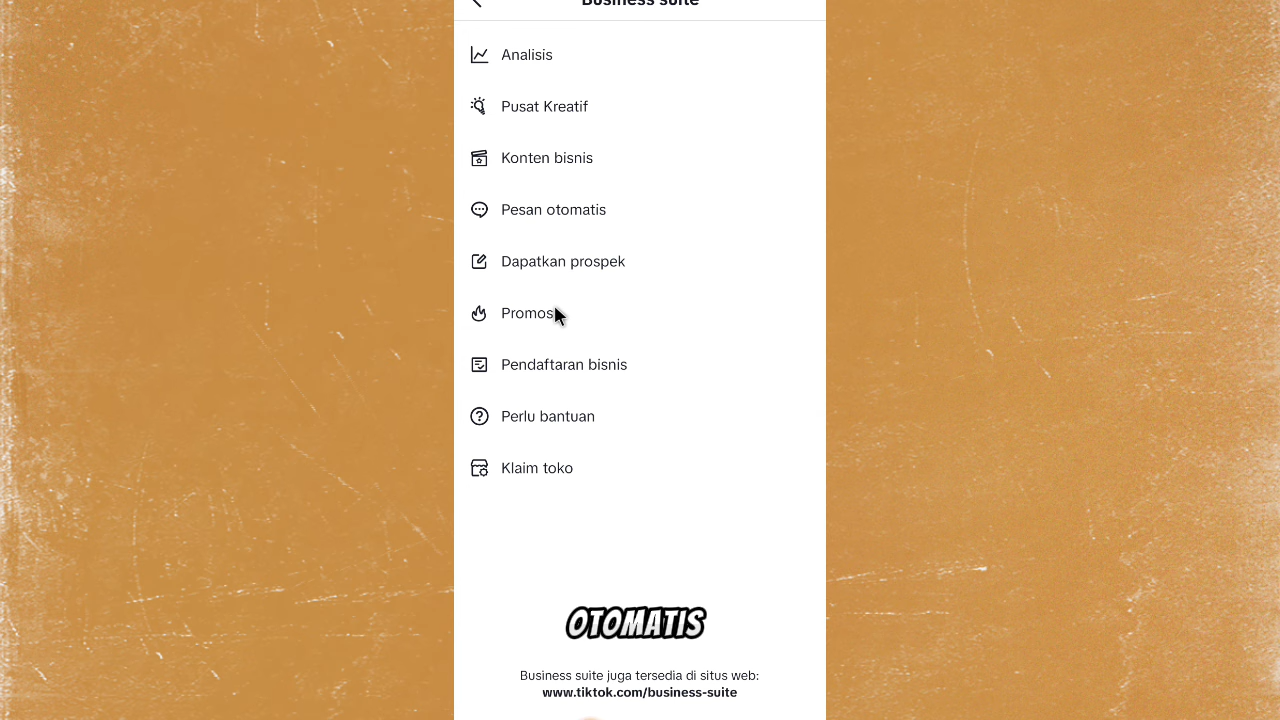 Business suite
Analisis
Pusat Kreatif
Konten bisnis
Pesan otomatis
Dapatkan prospek
Promos
Pendaftaran bisnis
Perlu bantuan
Klaim toko
OTOMATIS
Business suite juga tersedia di situs web:
www.tiktok.com/business-suite